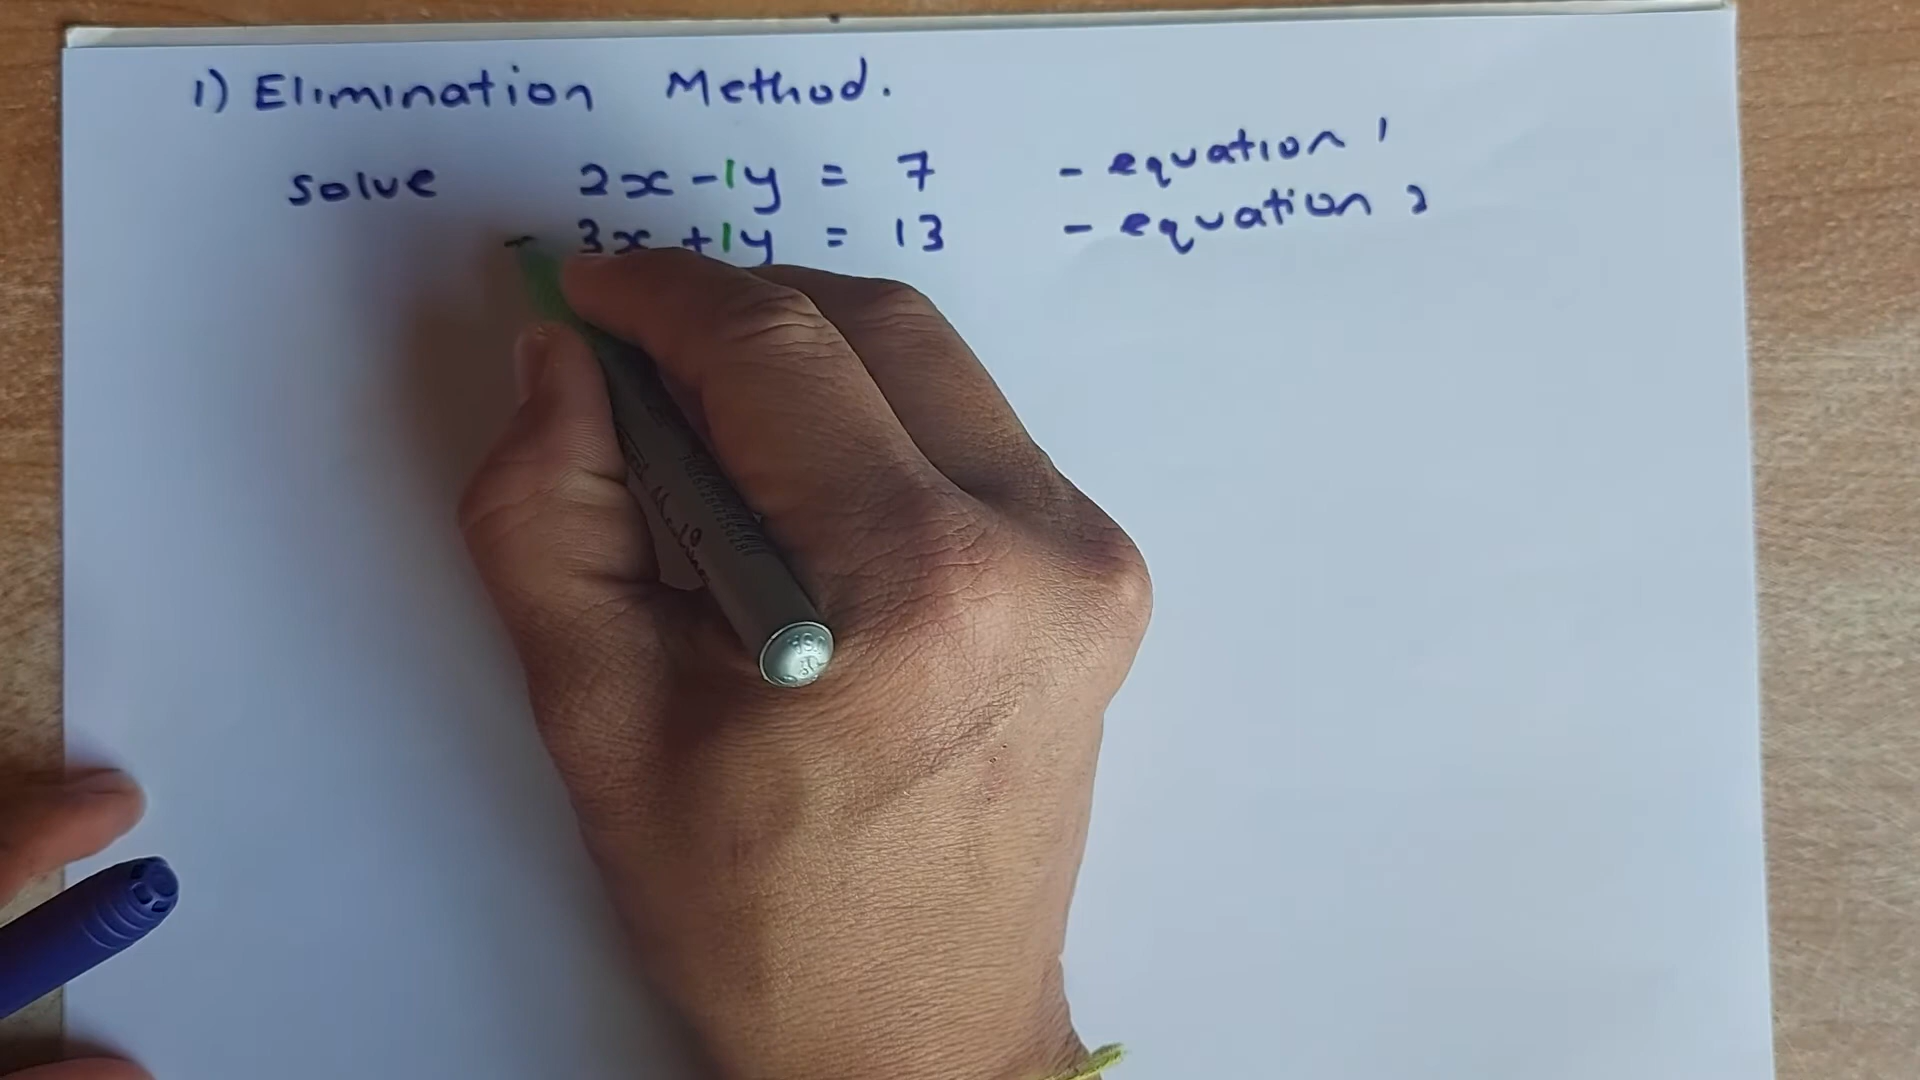 1) Elimination Method.
Solve 2x - 1y = 7 - equation 1
3x + 1y = 13 - equation 2